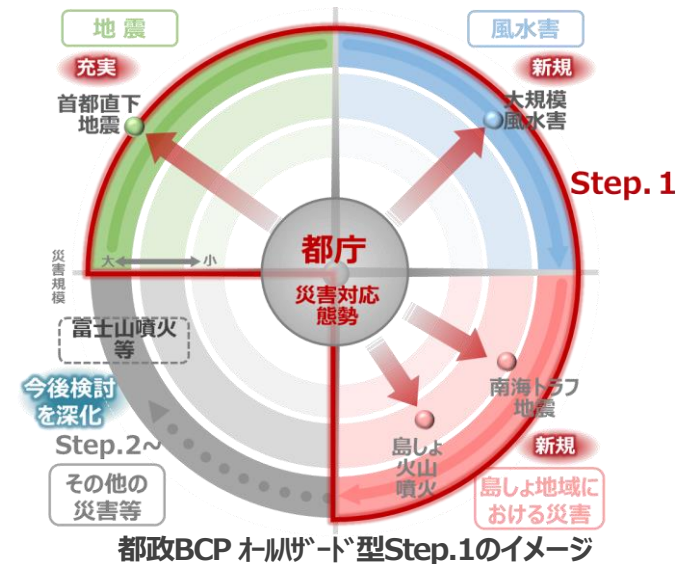 地 震
風水害
充実
新規
首都直下
地震
大規模
風水害
Step. 1
都庁
災害対応
態勢
災害規模
大
小
富士山噴火
等
今後検討
を深化
Step.2~
その他の
災害等
南海トラフ
地震
島しょ
火山
噴火
新規
島しょ地域に
おける災害
都政BCP ｵｰﾙﾊｻﾞｰﾄﾞ型Step.1のイメージ